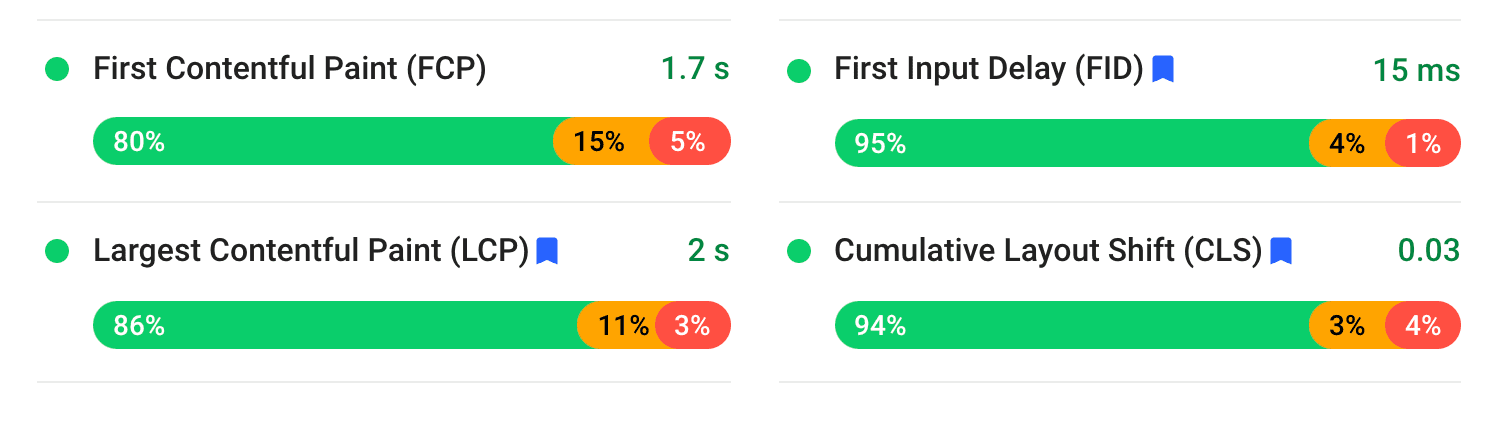 First Contentful Paint (FCP) 1.7 s
80% 15% 5%
First Input Delay (FID) 15 ms
95% 4% 1%
Largest Contentful Paint (LCP) 2 s
86% 11% 3%
Cumulative Layout Shift (CLS) 0.03
94% 3% 4%